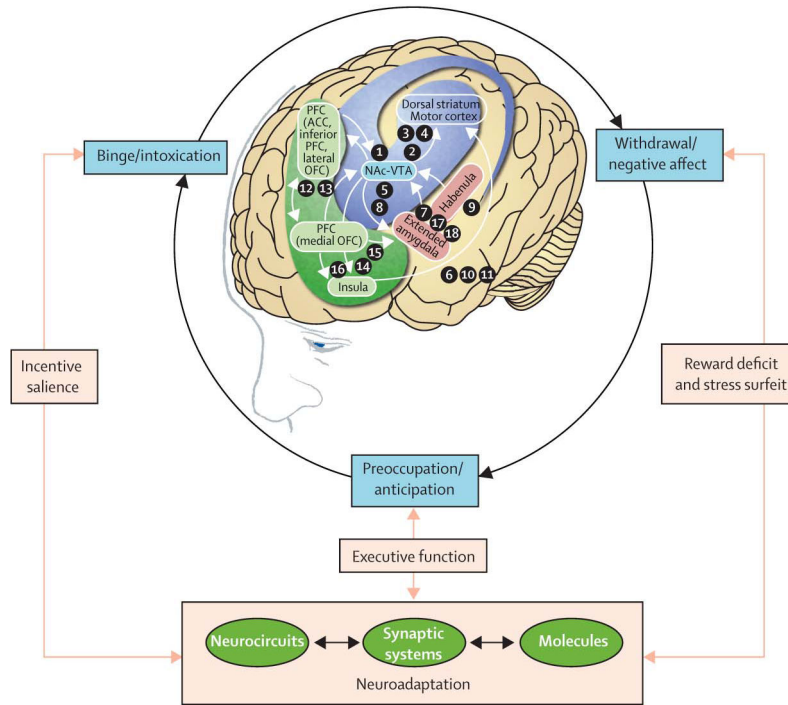 PFC
(ACC,
inferior
PFC,
lateral
OFC)
Dorsal striatum
Motor cortex
3 4
1 2
NAc-VTA
5
8
12 13
Habenula
7
17
18
9
Extended
amygdala
PFC
(medial OFC)
15
14
16
Insula
6 10 11
Binge/intoxication
Withdrawal/
negative affect
Incentive
salience
Reward deficit
and stress surfeit
Preoccupation/
anticipation
Executive function
Neurocircuits
Synaptic
systems
Molecules
Neuroadaptation